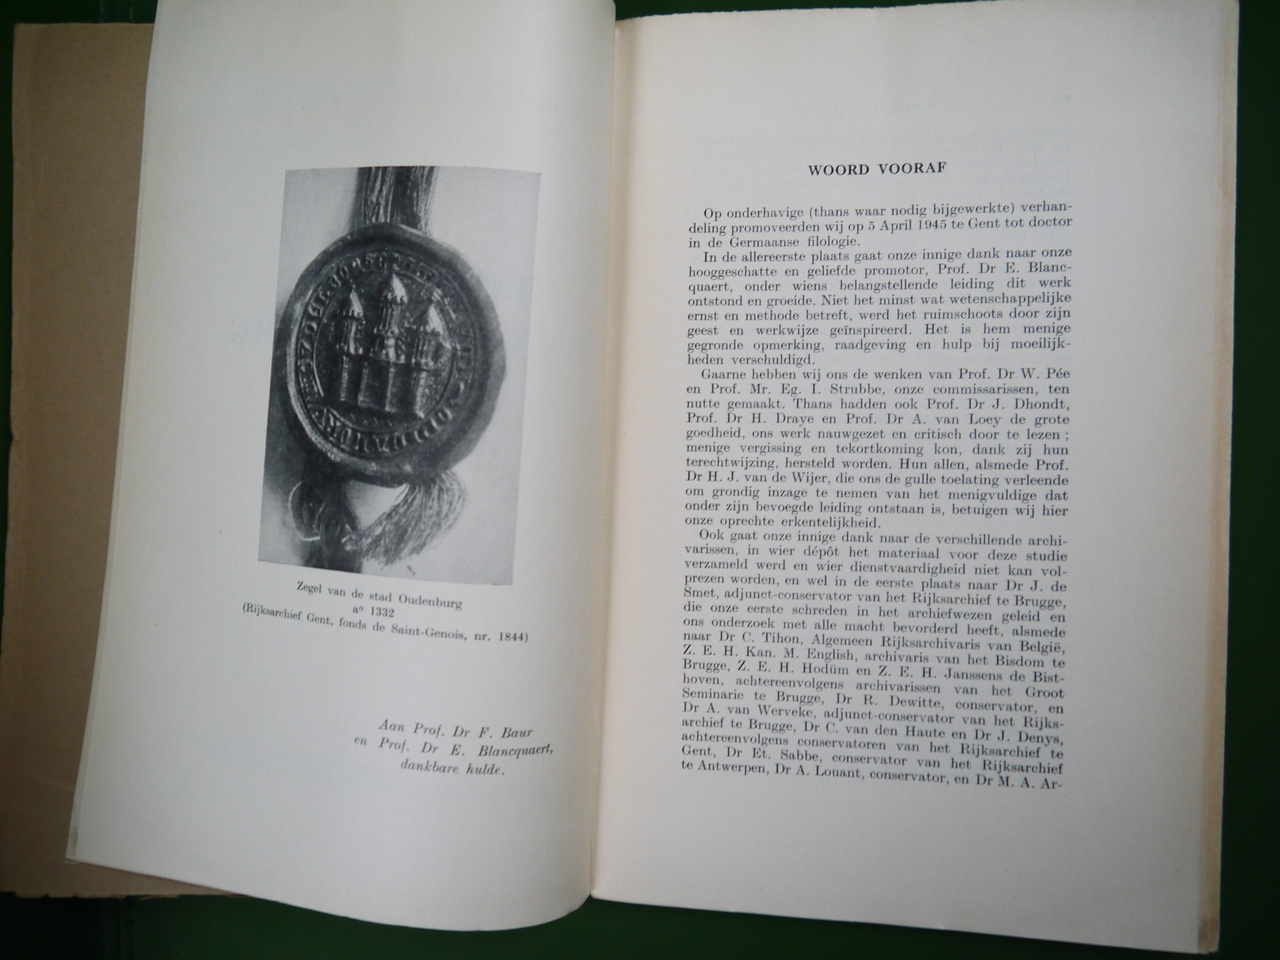 Zegel van de stad Oudenburg
aº 1332
(Rijksarchief Gent, fonds de Saint-Genois, nr. 1844)
Aan Prof. Dr F. Baur
en Prof. Dr E. Blancquaert,
dankbare hulde.
WOORD VOORAF
Op onderhavige (thans waar nodig bijgewerkte) verhan-
deling promoveerden wij op 5 April 1945 te Gent tot doctor
in de Germaanse filologie.
In de allereerste plaats gaat onze innige dank naar onze
hooggeschatte en geliefde promotor, Prof. Dr E. Blanc-
quaert, onder wiens belangstellende leiding dit werk
ontstond en groeide. Niet het minst wat wetenschappelijke
ernst en methode betreft, werd het ruimschoots door zijn
geest en werkwijze geïnspireerd. Het is hem menige
gegronde opmerking, raadgeving en hulp bij moeilijk-
heden verschuldigd.
Gaarne hebben wij ons de wenken van Prof. Dr W. Pée
en Prof. Mr. Eg. I. Strubbe, onze commissarissen, ten
nutte gemaakt. Thans hadden ook Prof. Dr J. Dhondt,
Prof. Dr H. Draye en Prof. Dr A. van Loey de grote
goedheid, ons werk nauwgezet en critisch door te lezen ;
menige vergissing en tekortkoming kon, dank zij hun
terechtwijzing, hersteld worden. Hun allen, alsmede Prof.
Dr H. J. van de Wijer, die ons de gulle toelating verleende
om grondig inzage te nemen van het menigvuldige dat
onder zijn bevoegde leiding ontstaan is, betuigen wij hier
onze oprechte erkentelijkheid.
Ook gaat onze innige dank naar de verschillende archi-
varissen, in wier dépôt het materiaal voor deze studie
verzameld werd en wier dienstvaardigheid niet kan vol-
prezen worden, en wel in de eerste plaats naar Dr J. de
Smet, adjunct-conservator van het Rijksarchief te Brugge,
die onze eerste schreden in het archiefwezen geleid en
ons onderzoek met alle macht bevorderd heeft, alsmede
naar Dr C. Tihon, Algemeen Rijksarchivaris van België,
Z. E. H. Kan. M. English, archivaris van het Bisdom te
Brugge, Z. E. H. Hodüm en Z. E. H. Janssens de Bist-
hoven, achtereenvolgens archivarissen van het Groot
Seminarie te Brugge, Dr R. Dewitte, conservator, en
Dr A. van Werveke, adjunct-conservator van het Rijks-
archief te Brugge, Dr C. van den Haute en Dr J. Denys,
achtereenvolgens conservatoren van het Rijksarchief te
Gent, Dr Et. Sabbe, conservator van het Rijksarchief
te Antwerpen, Dr A. Louant, conservator, en Dr M. A. Ar-